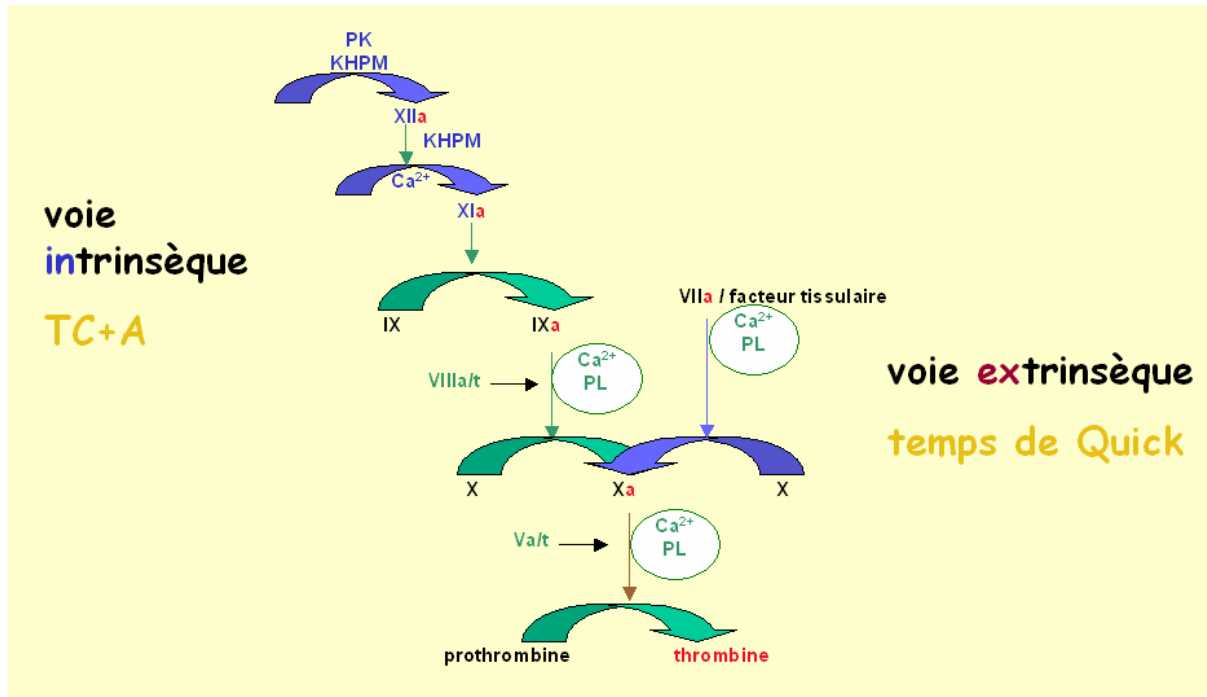 PK
KHPM
XIIa
KHPM
Ca²⁺
XIa
voie
intrinsèque
TC+A
IX
IXa
VIIa / facteur tissulaire
Ca²⁺
PL
VIIIa/t
Ca²⁺
PL
voie extrinsèque
temps de Quick
X
Xa
X
Va/t
Ca²⁺
PL
prothrombine
thrombine